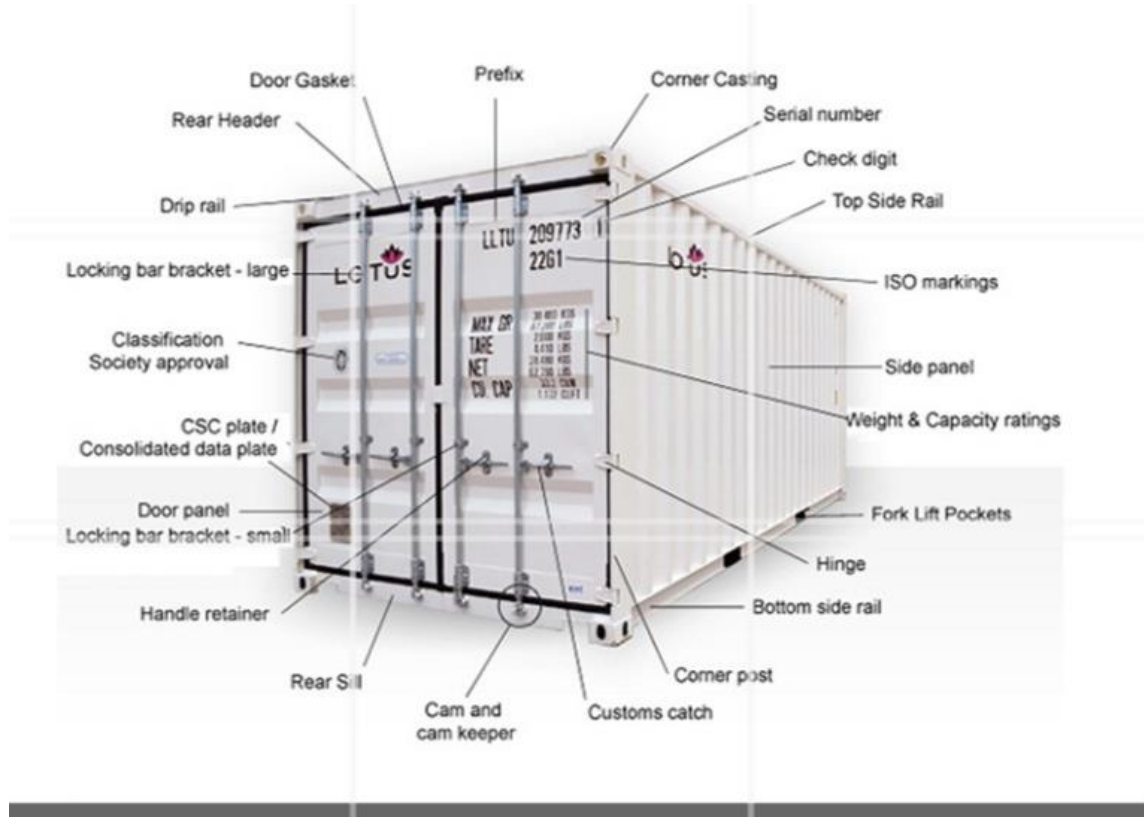 Door Gasket
Prefix
Corner Casting
Rear Header
Serial number
Check digit
Drip rail
Top Side Rail
LLTU 209773 1
22G1
Locking bar bracket - large
LOTUS
ISO markings
MAX GR
TARE
NET
CU. CAP
Classification
Society approval
Side panel
Weight & Capacity ratings
CSC plate /
Consolidated data plate
Door panel
Locking bar bracket - small
Fork Lift Pockets
Hinge
Handle retainer
Bottom side rail
Rear Sill
Corner post
Cam and
cam keeper
Customs catch